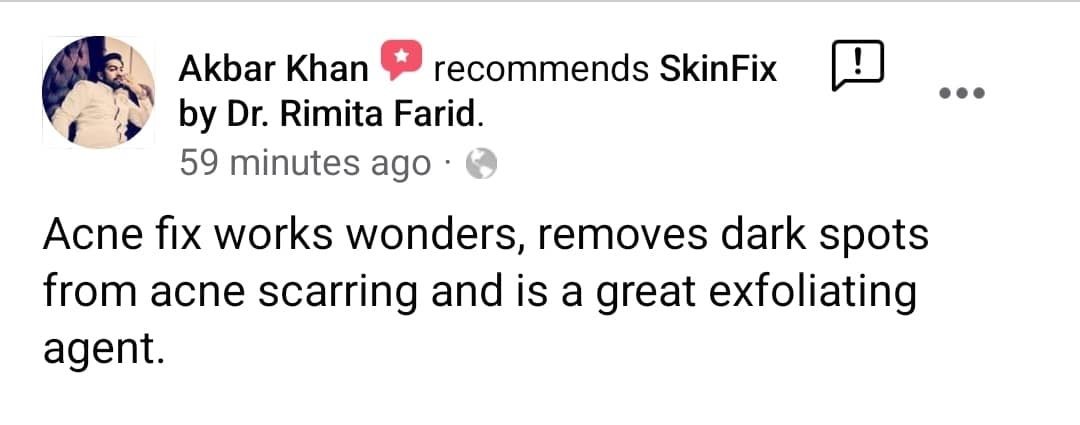 Akbar Khan recommends SkinFix
by Dr. Rimita Farid.
59 minutes ago ·
Acne fix works wonders, removes dark spots
from acne scarring and is a great exfoliating
agent.